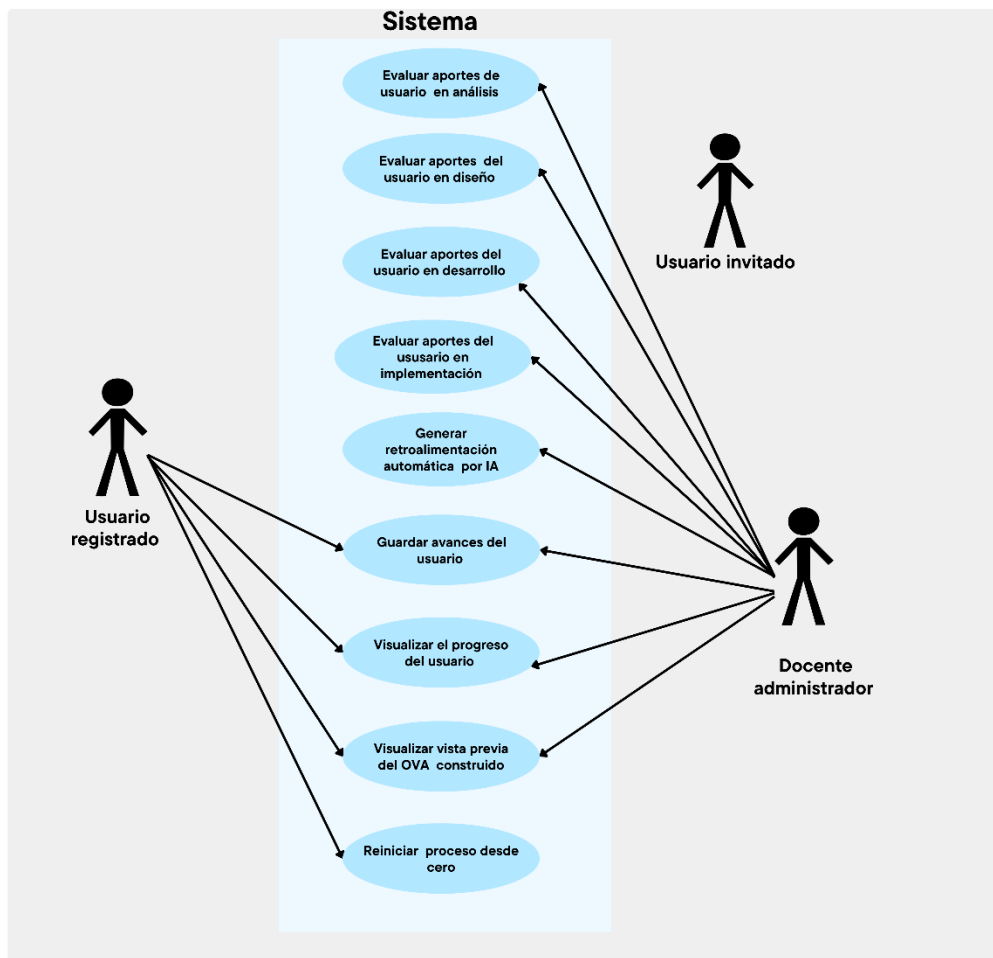 Sistema
Evaluar aportes de
usuario en análisis
Evaluar aportes del
usuario en diseño
Usuario invitado
Evaluar aportes del
usuario en desarrollo
Evaluar aportes del
ususario en
implementación
Generar
retroalimentación
automática por IA
Usuario
registrado
Guardar avances del
usuario
Visualizar el progreso
del usuario
Docente
administrador
Visualizar vista previa
del OVA construido
Reiniciar proceso desde
cero